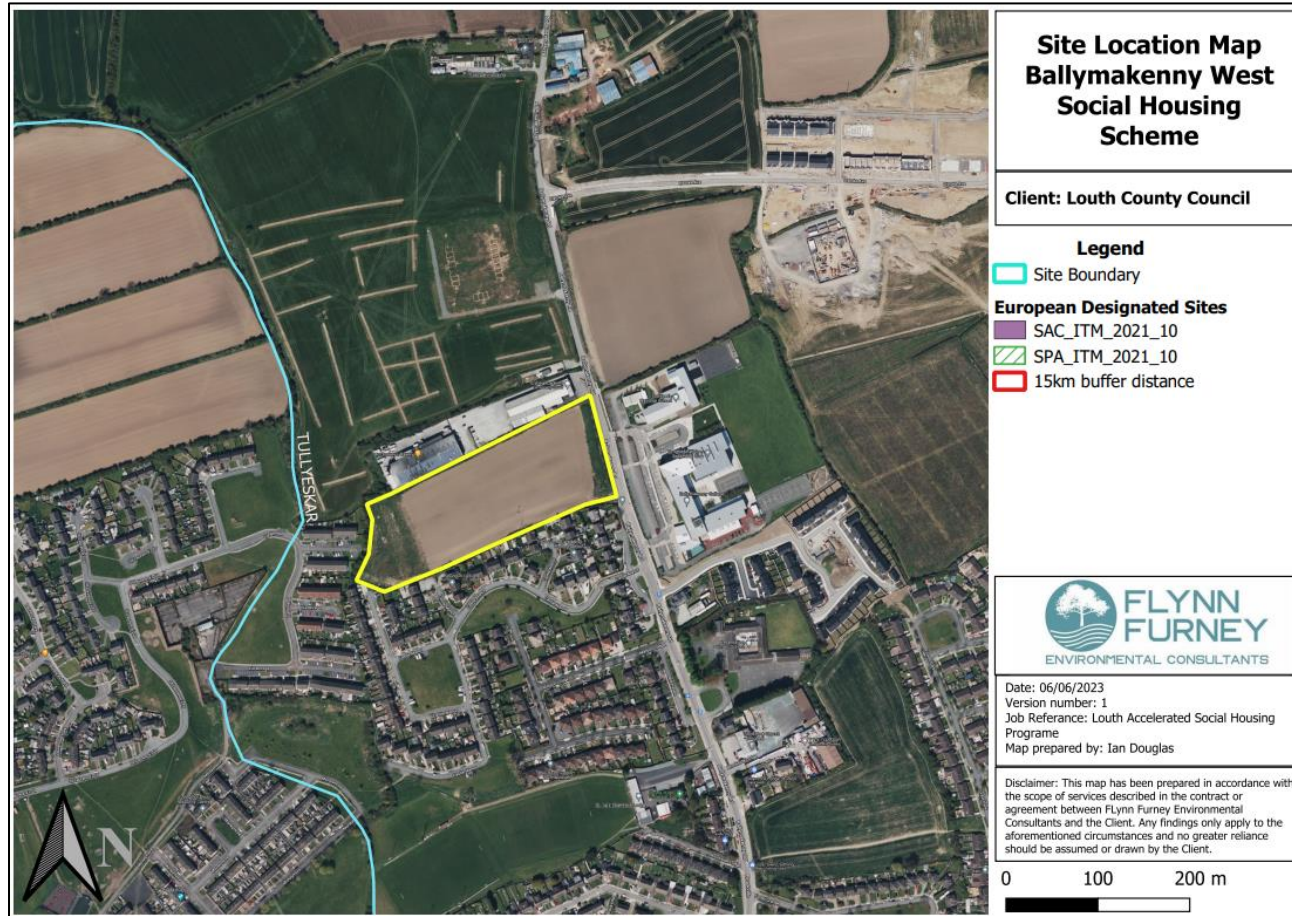 Site Location Map
Ballymakenny West
Social Housing
Scheme
Client: Louth County Council
Legend
Site Boundary
European Designated Sites
SAC_ITM_2021_10
SPA_ITM_2021_10
15km buffer distance
FLYNN
FURNEY
ENVIRONMENTAL CONSULTANTS
Date: 06/06/2023
Version number: 1
Job Referance: Louth Accelerated Social Housing
Programe
Map prepared by: Ian Douglas
Disclaimer: This map has been prepared in accordance with
the scope of services described in the contract or
agreement between FLynn Furney Environmental
Consultants and the Client. Any findings only apply to the
aforementioned circumstances and no greater reliance
should be assumed or drawn by the Client.
0 100 200 m
TULLYESKAR
N